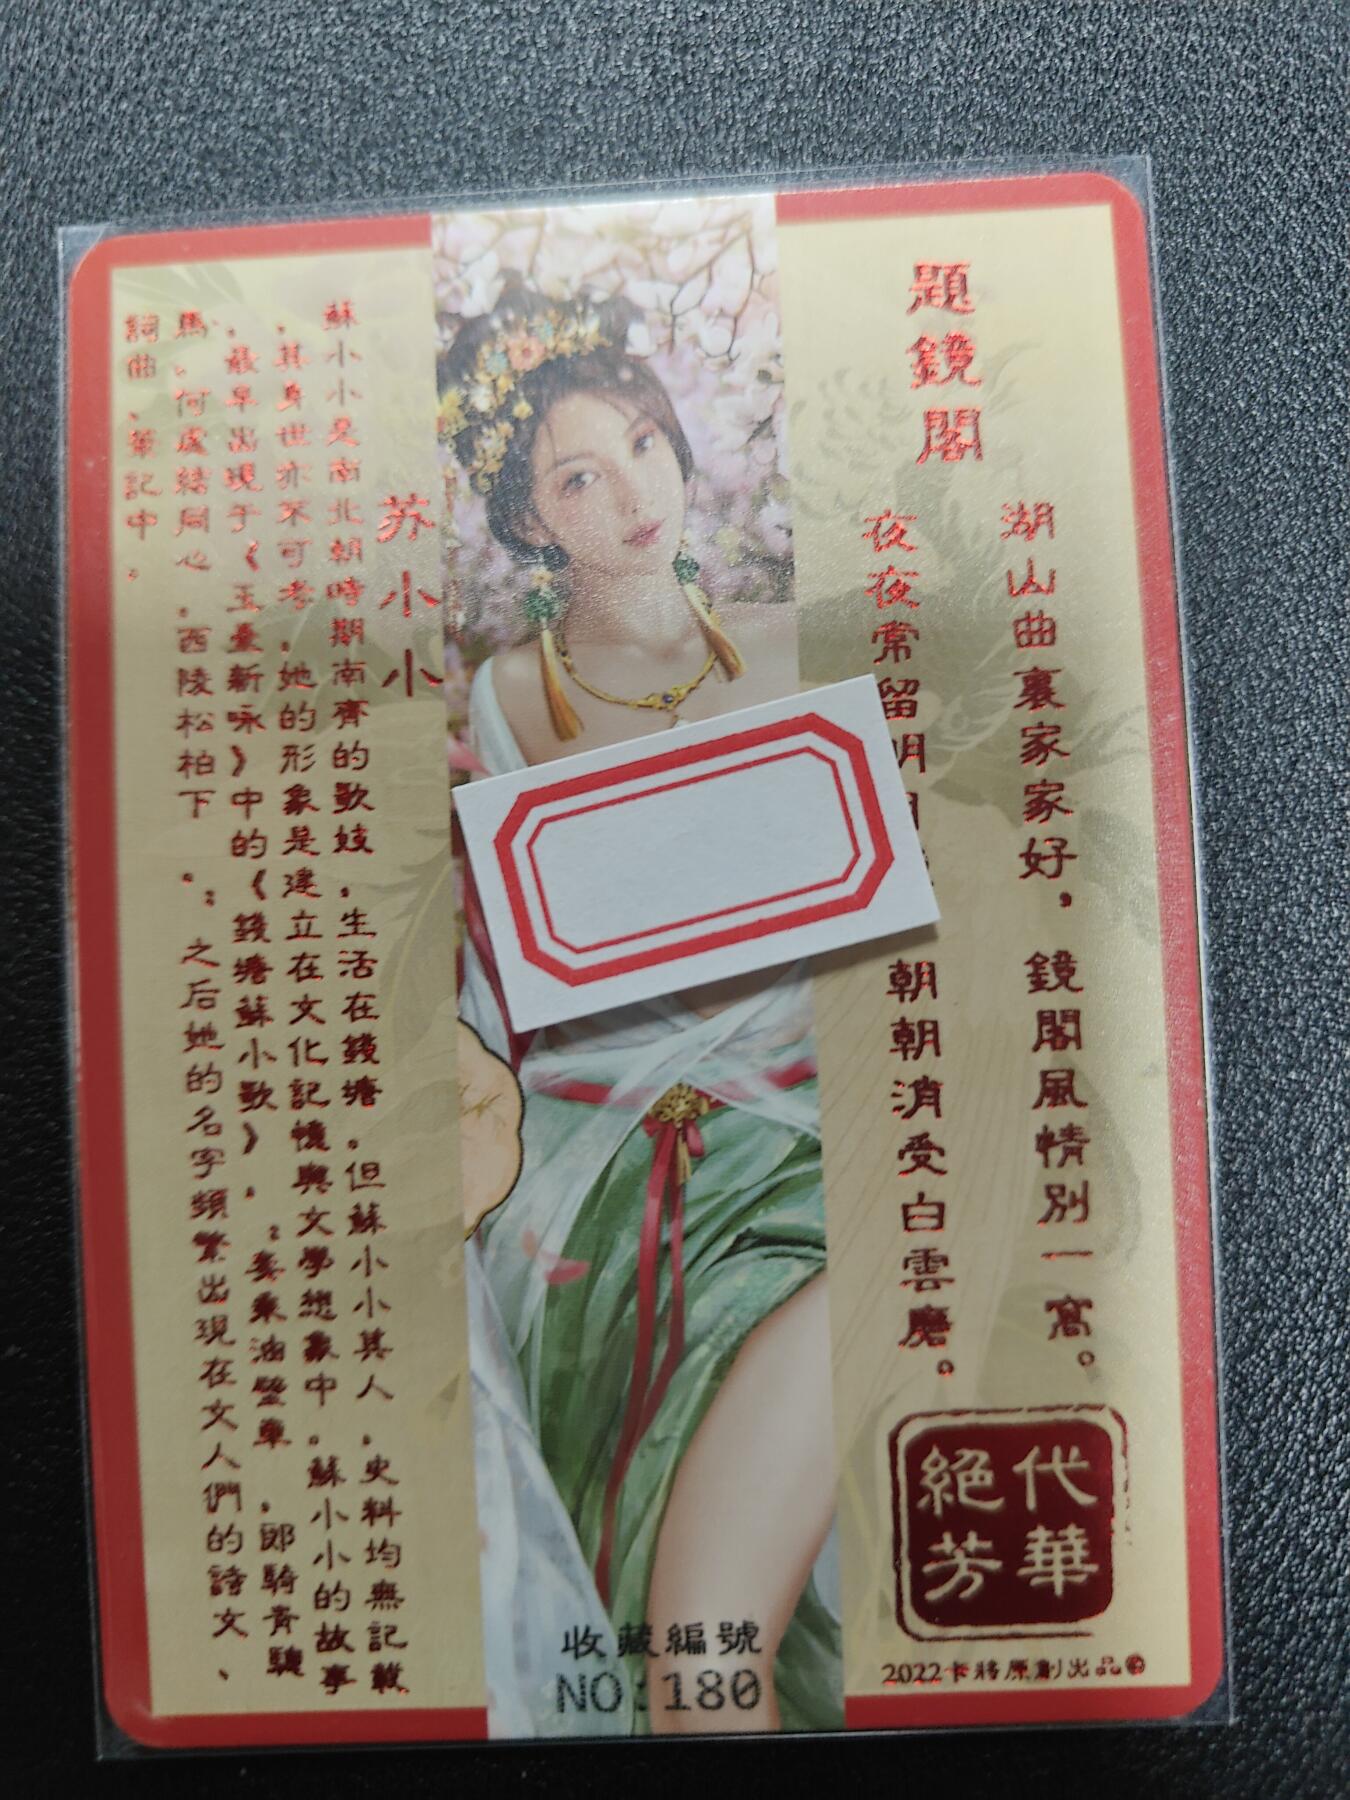 題鏡閣
湖山曲裏家家好，鏡閣風情別一窩。
夜夜常留明 朝朝消受白雲磨。
絕代
芳華
2022卡將原創出品
苏小小
蘇小小是南北朝時期南齊的歌妓，生活在錢塘。但蘇小小其人，史料均無記載
，其身世亦不可考，她的形象是建立在文化記憶與文學想象中。蘇小小的故事
，最早出現于《玉臺新咏》中的《錢塘蘇小歌》，：妾乘油壁車，郎騎青驄
馬，何處結同心，西陵松柏下。；之后她的名字頻繁出現在文人們的詩文、
詞曲、筆記中。
收藏編號
NO:180